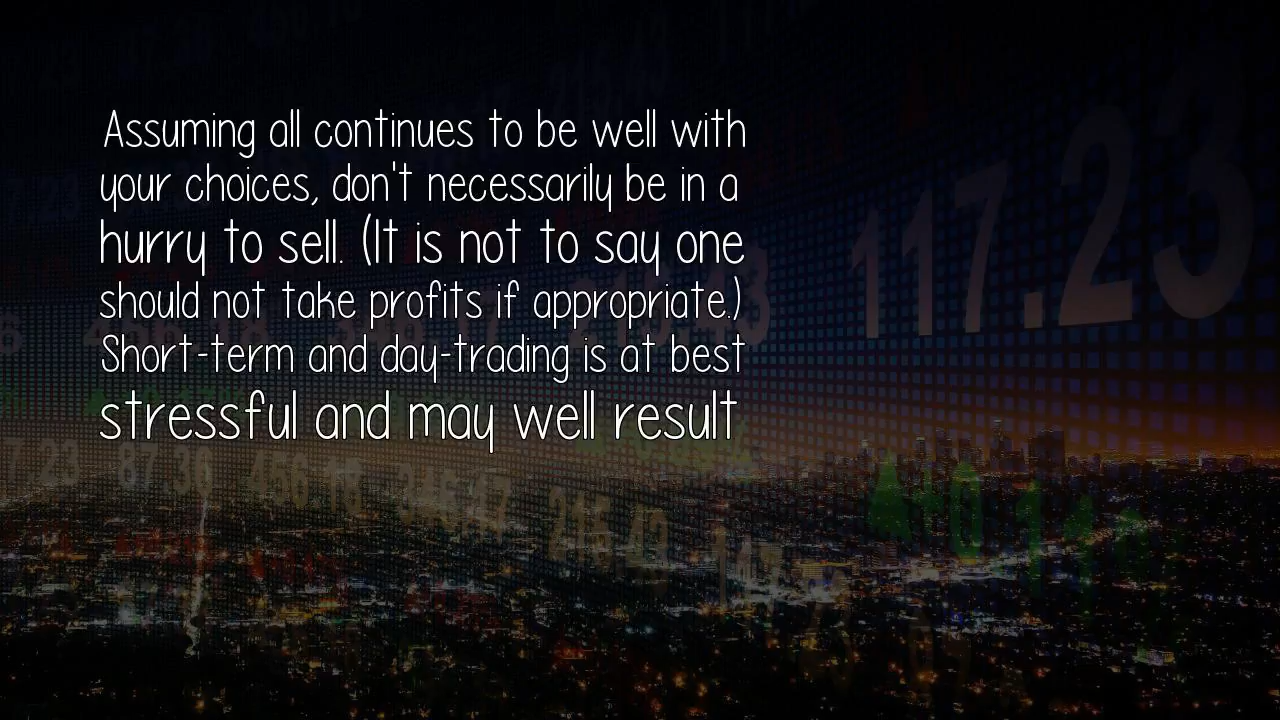 Assuming all continues to be well with
your choices, don't necessarily be in a
hurry to sell. (It is not to say one
should not take profits if appropriate.)
Short-term and day-trading is at best
stressful and may well result
117.23